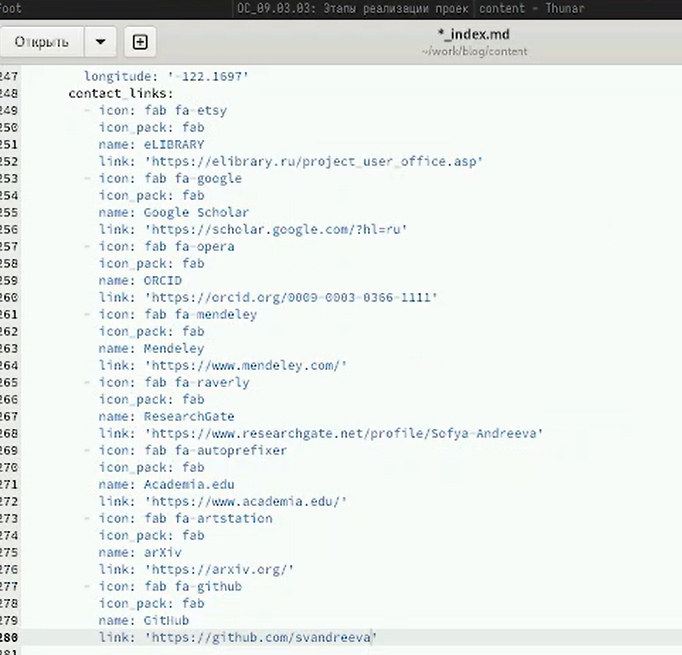 oot
ОС_09.03.03: Этапы реализации проек
content - Thunar
Открыть
*_index.md
~/work/blog/content
247 longitude: '-122.1697'
248 contact_links:
249 - icon: fab fa-etsy
250 icon_pack: fab
251 name: eLIBRARY
252 link: 'https://elibrary.ru/project_user_office.asp'
253 - icon: fab fa-google
254 icon_pack: fab
255 name: Google Scholar
256 link: 'https://scholar.google.com/?hl=ru'
257 - icon: fab fa-opera
258 icon_pack: fab
259 name: ORCID
260 link: 'https://orcid.org/0009-0003-0366-1111'
261 - icon: fab fa-mendeley
262 icon_pack: fab
263 name: Mendeley
264 link: 'https://www.mendeley.com/'
265 - icon: fab fa-raverly
266 icon_pack: fab
267 name: ResearchGate
268 link: 'https://www.researchgate.net/profile/Sofya-Andreeva'
269 - icon: fab fa-autoprefixer
270 icon_pack: fab
271 name: Academia.edu
272 link: 'https://www.academia.edu/'
273 - icon: fab fa-artstation
274 icon_pack: fab
275 name: arXiv
276 link: 'https://arxiv.org/'
277 - icon: fab fa-github
278 icon_pack: fab
279 name: GitHub
280 link: 'https://github.com/svandreeva'
281